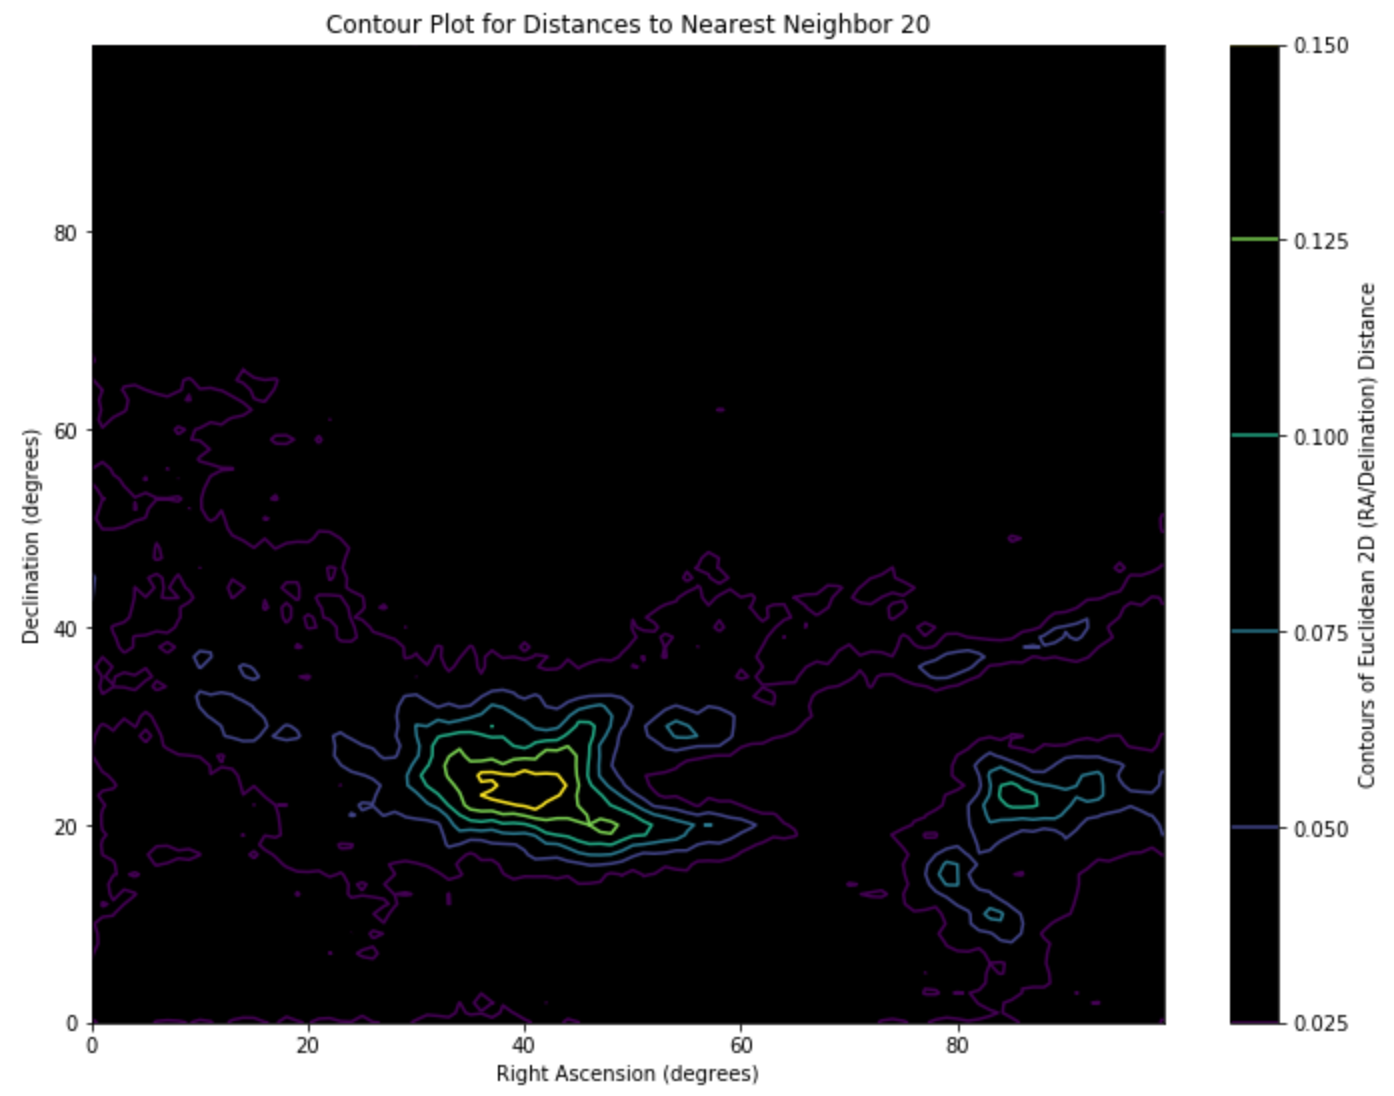 Contour Plot for Distances to Nearest Neighbor 20
0.150
0.125
0.100
0.075
0.050
0.025
Contours of Euclidean 2D (RA/Delination) Distance
80
60
40
20
0
Declination (degrees)
0 20 40 60 80
Right Ascension (degrees)